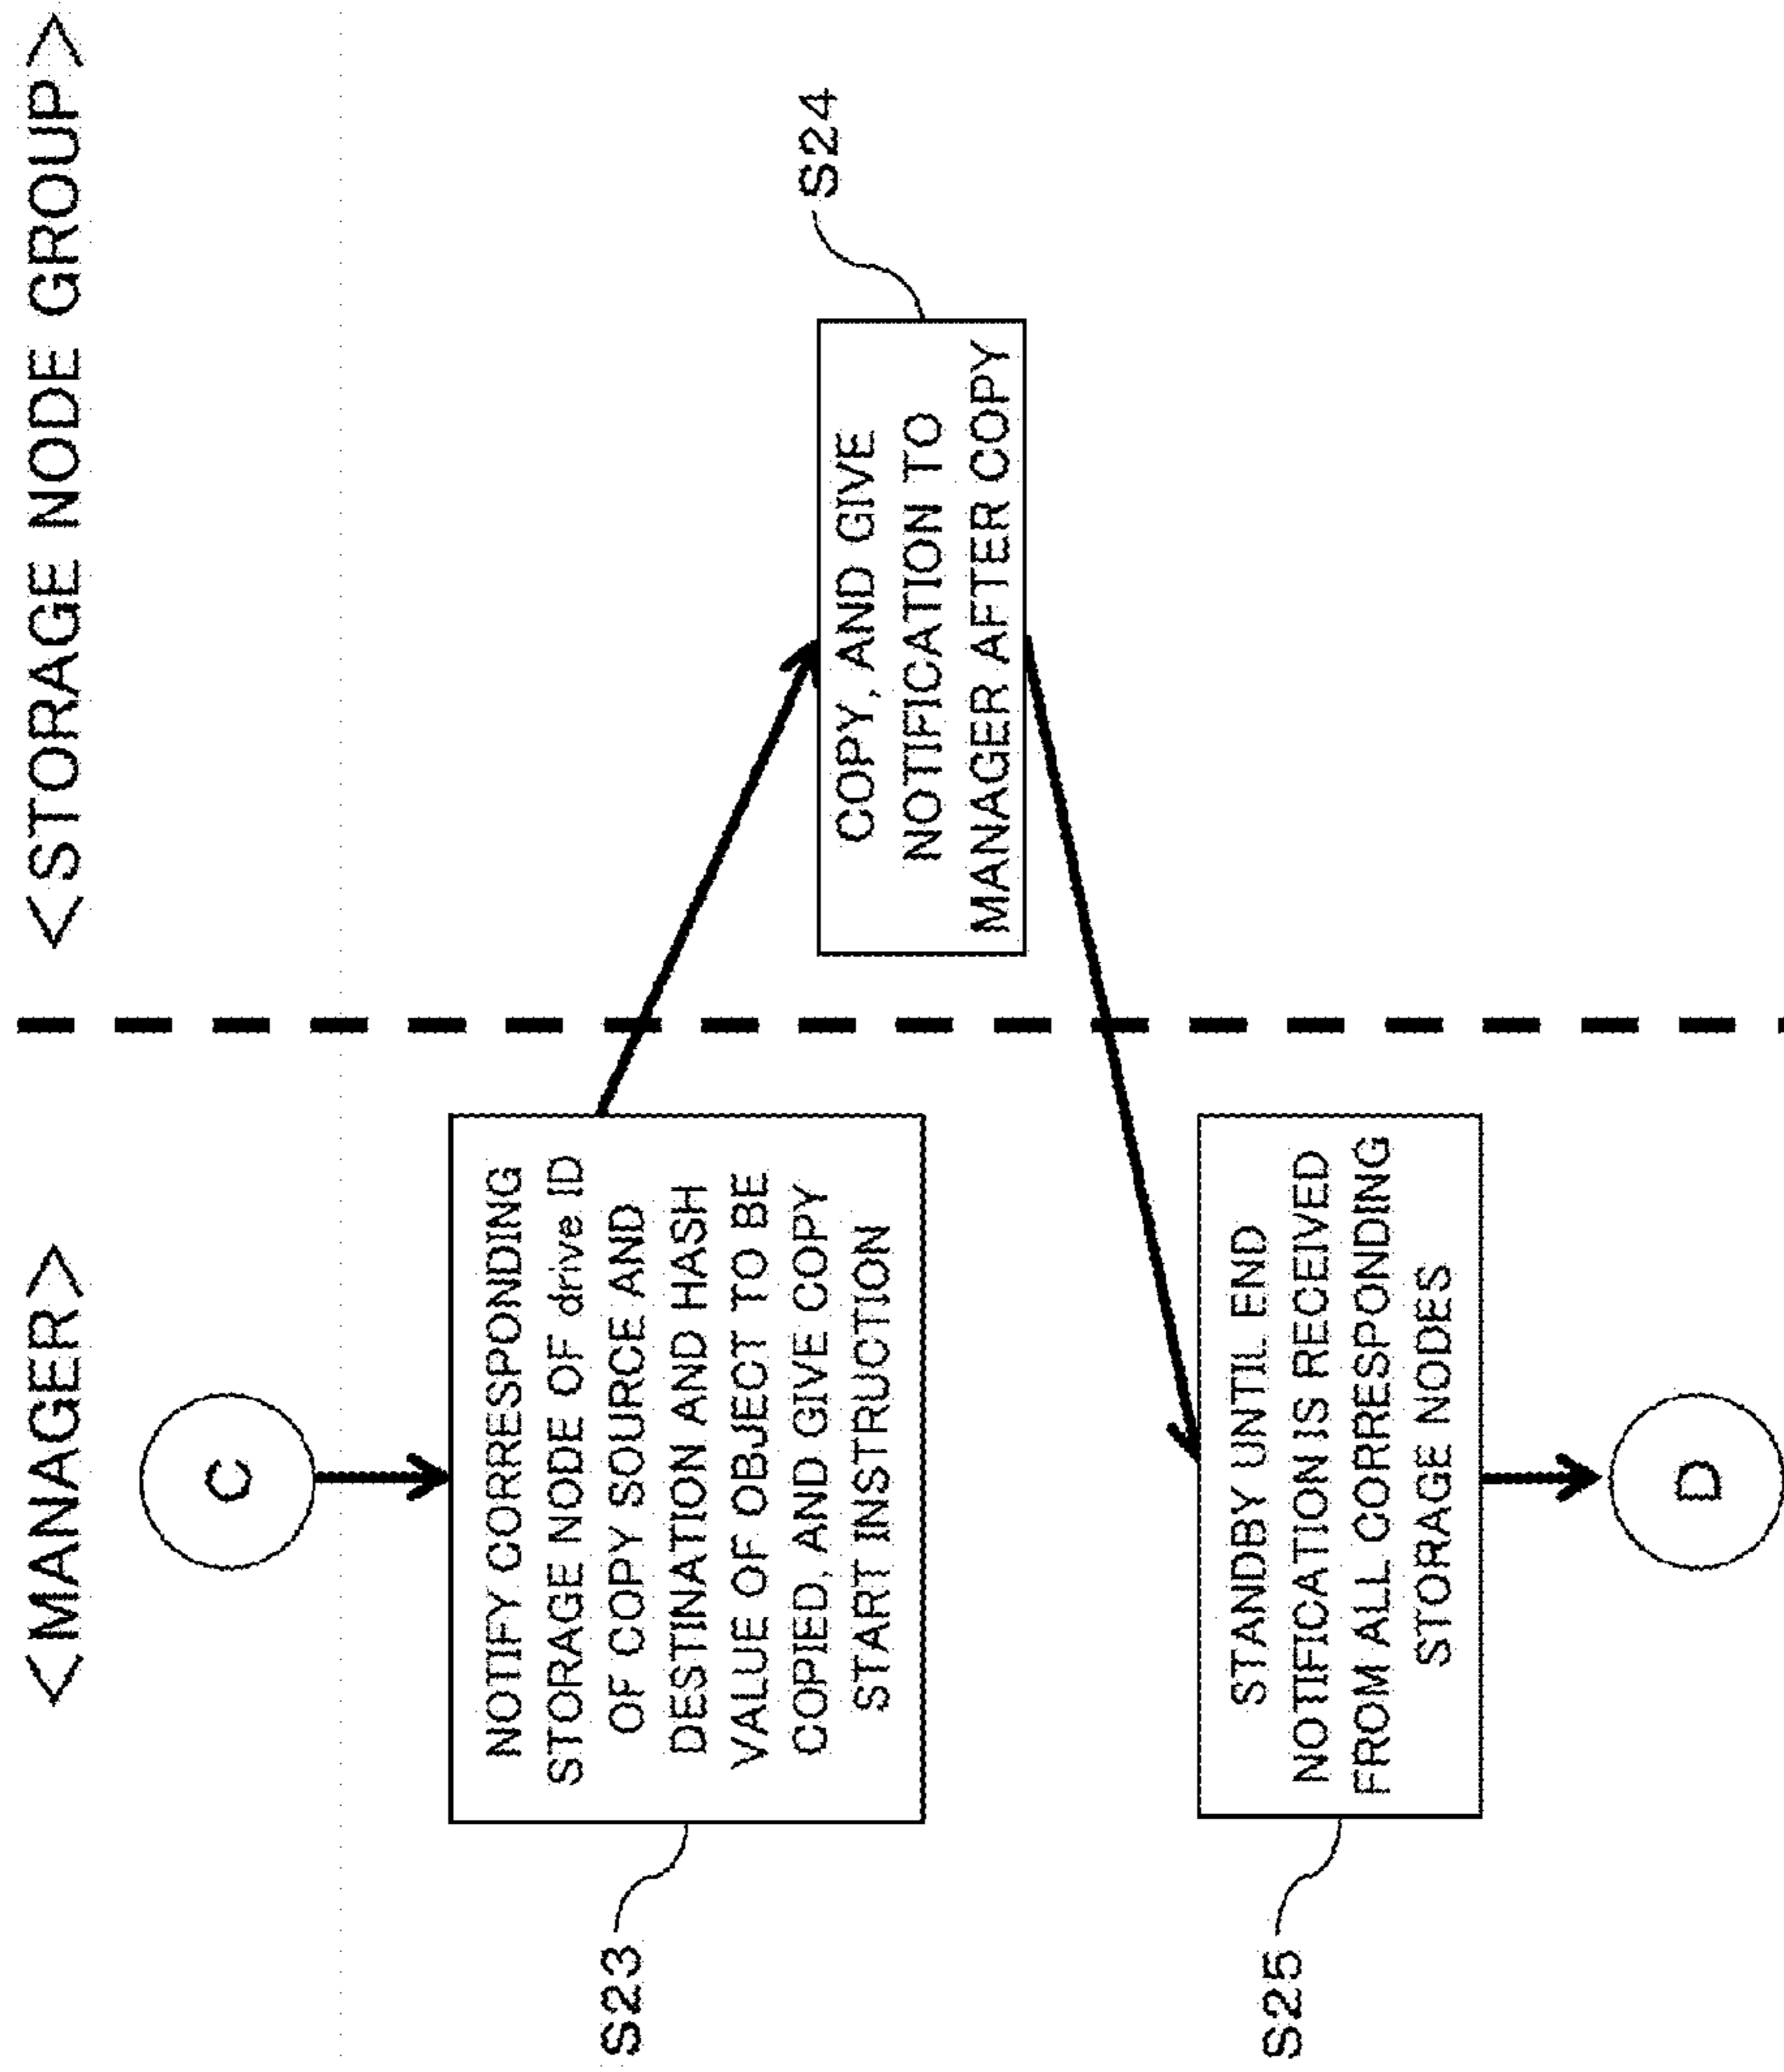 <MANAGER>
<STORAGE NODE GROUP>
C
S23
NOTIFY CORRESPONDING
STORAGE NODE OF drive ID
OF COPY SOURCE AND
DESTINATION AND HASH
VALUE OF OBJECT TO BE
COPIED, AND GIVE COPY
START INSTRUCTION
S24
COPY, AND GIVE
NOTIFICATION TO
MANAGER AFTER COPY
S25
STANDBY UNTIL END
NOTIFICATION IS RECEIVED
FROM ALL CORRESPONDING
STORAGE NODES
D